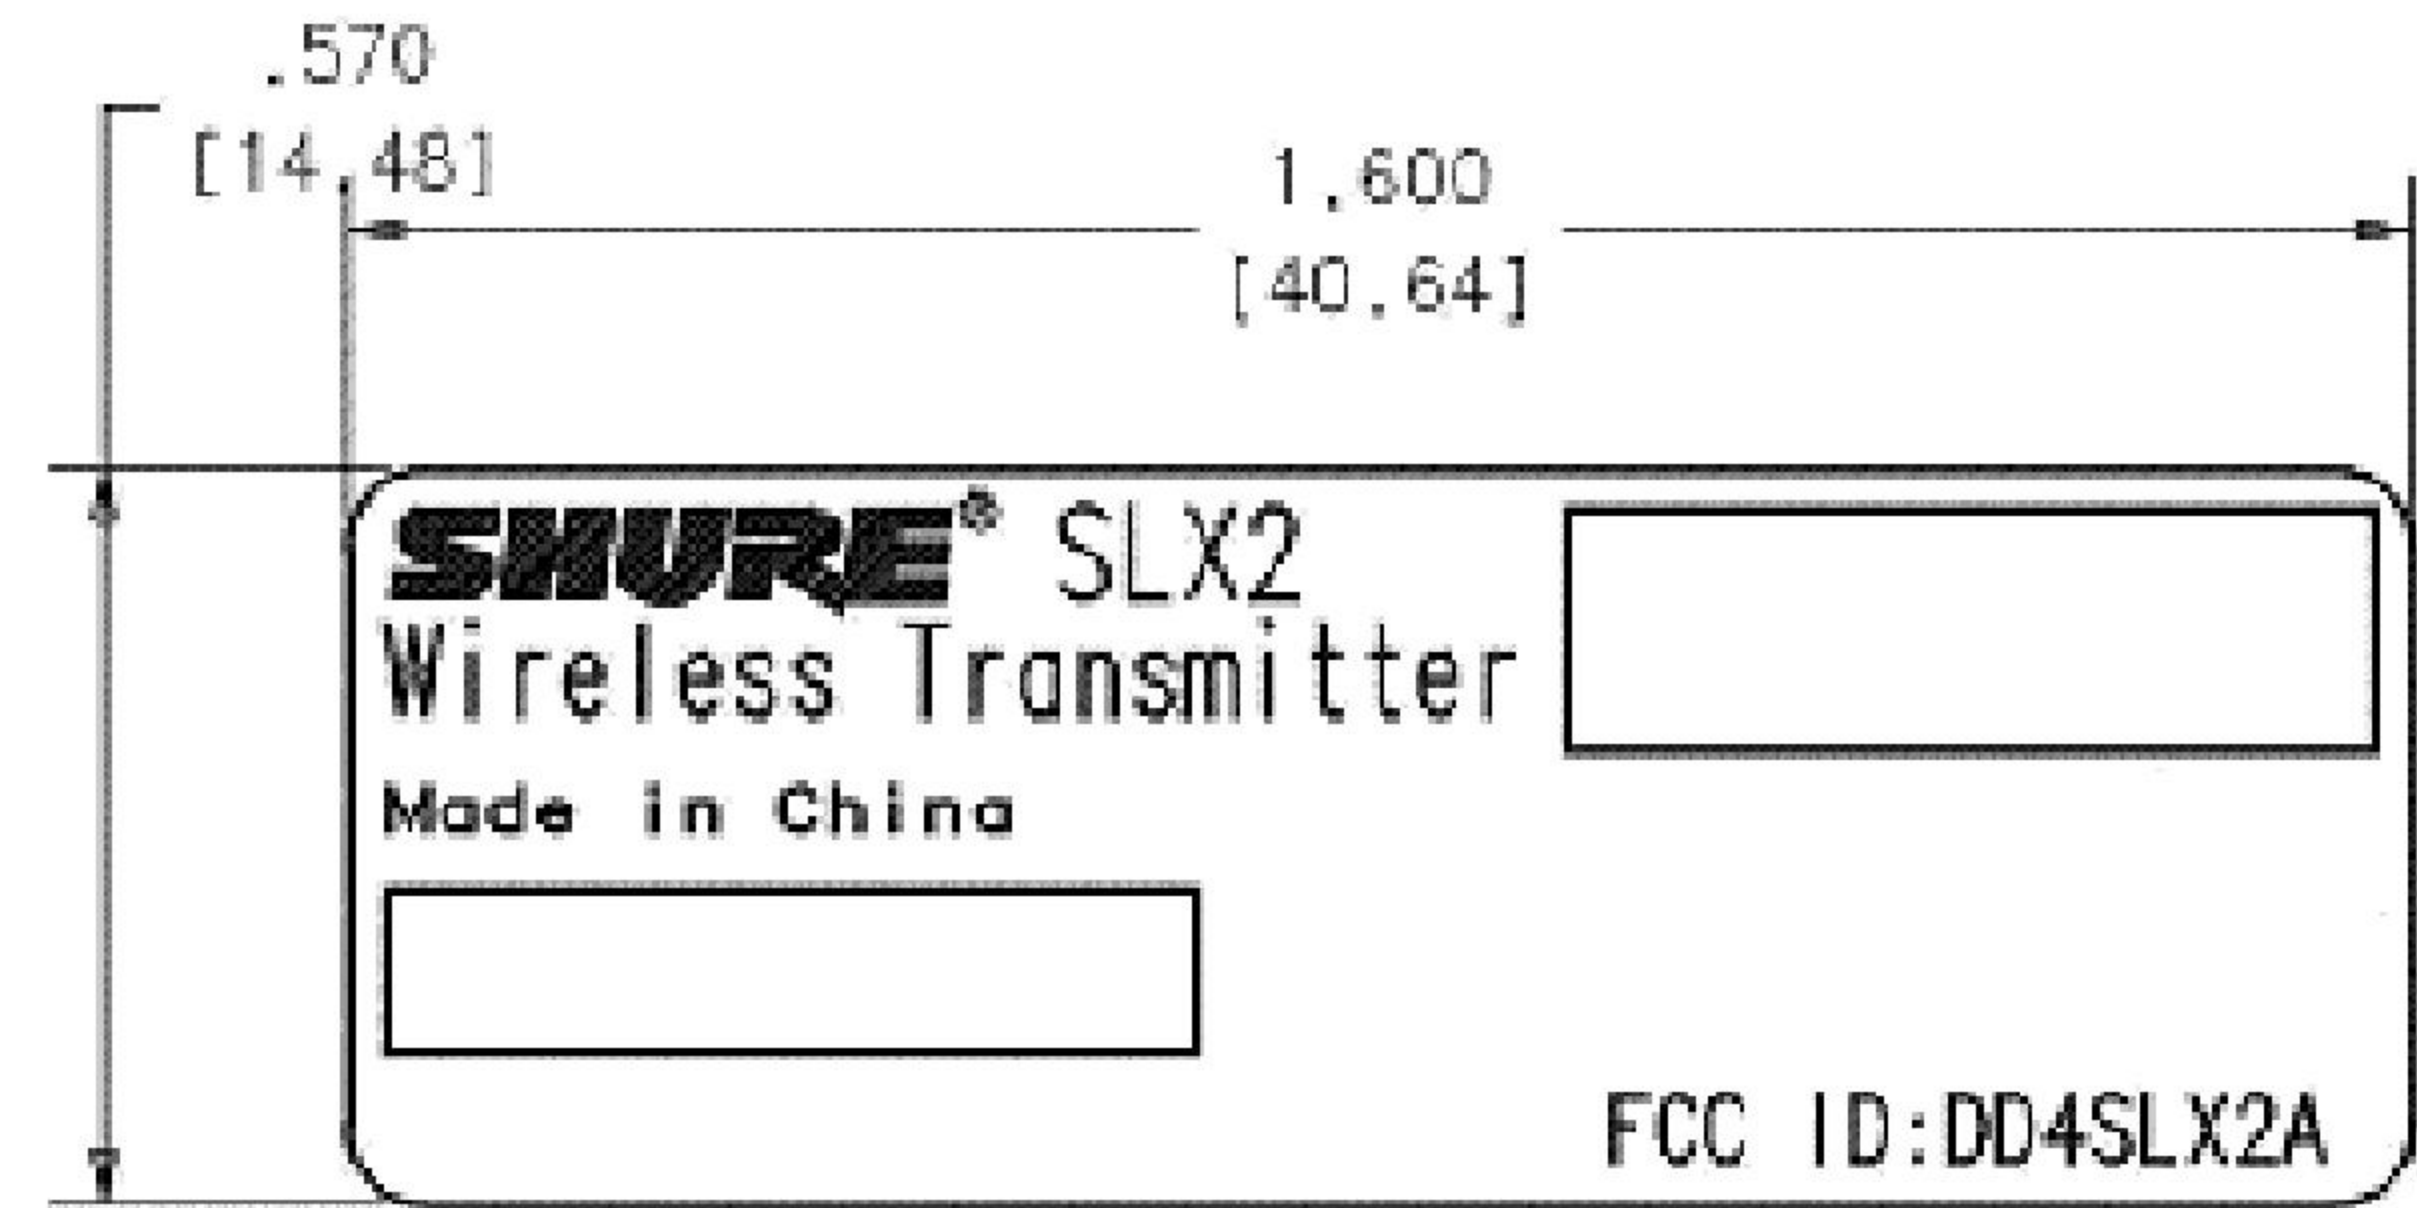 .570
[14.48]
1.600
[40.64]
SHURE® SLX2
Wireless Transmitter
Made in China
FCC ID:DD4SLX2A